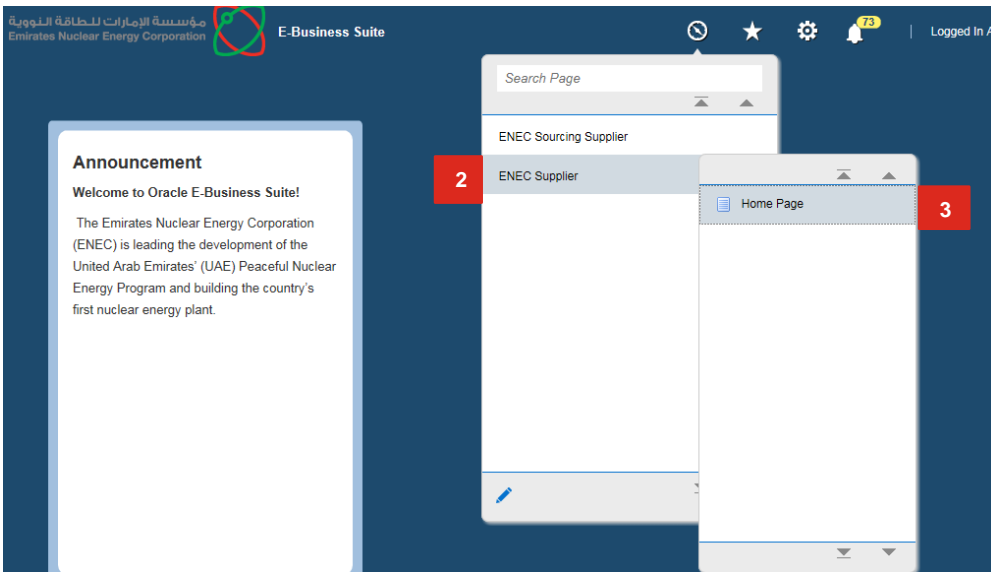 مؤسسة الإمارات للطاقة النووية
Emirates Nuclear Energy Corporation
E-Business Suite
73
Logged In A
Search Page
ENEC Sourcing Supplier
2
ENEC Supplier
Home Page
3
Announcement
Welcome to Oracle E-Business Suite!
The Emirates Nuclear Energy Corporation
(ENEC) is leading the development of the
United Arab Emirates' (UAE) Peaceful Nuclear
Energy Program and building the country's
first nuclear energy plant.